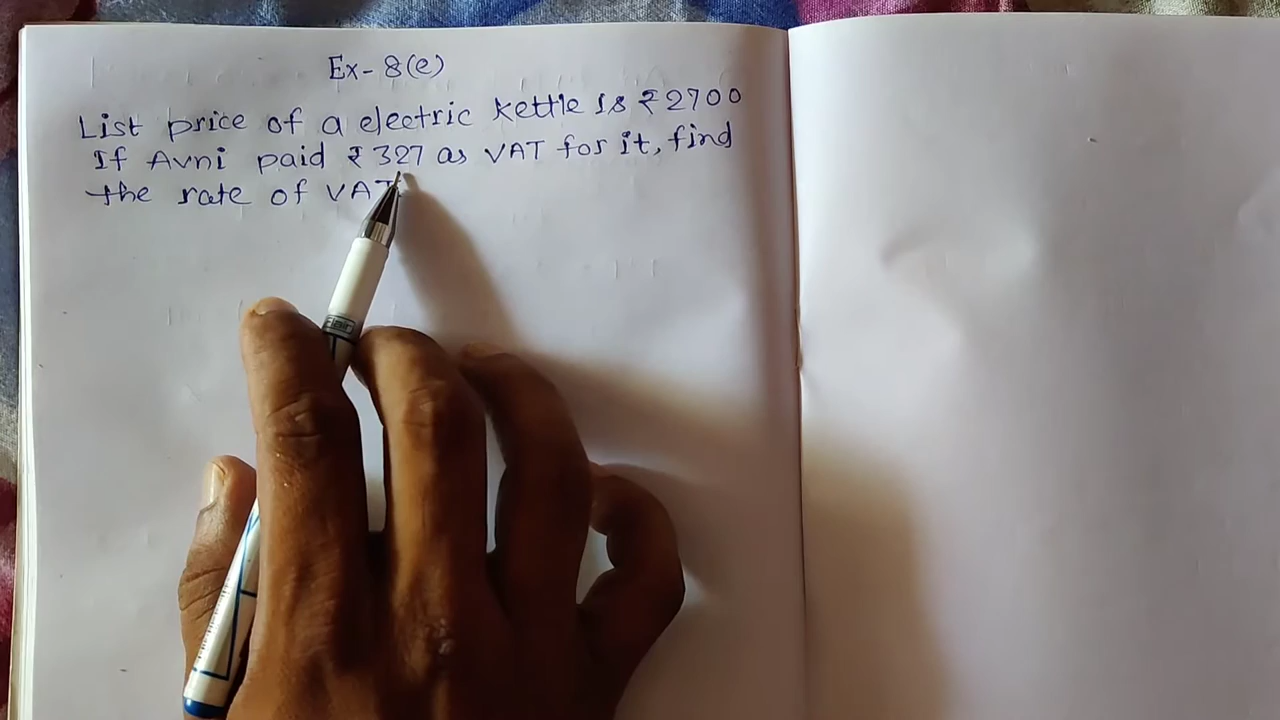 Ex- 8(e)
List price of a electric kettle is ₹2700
If Avni paid ₹327 as VAT for it, find
the rate of VAT